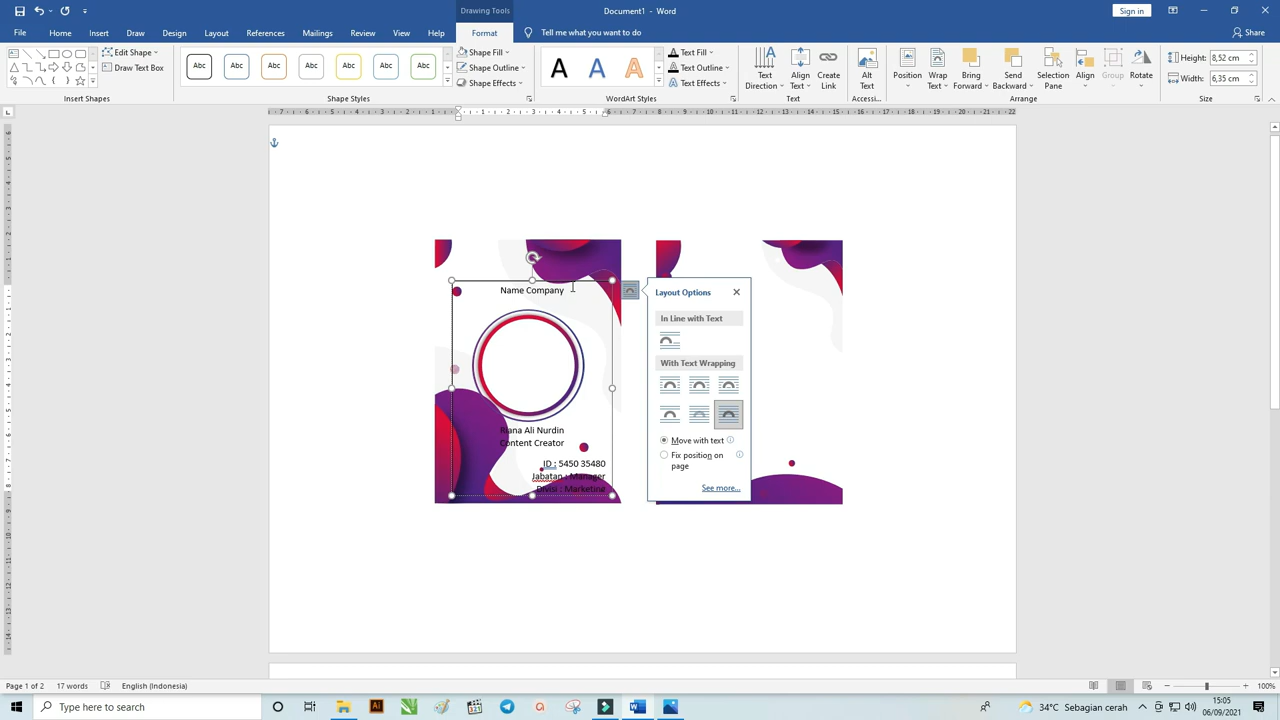 Drawing Tools
Document1 - Word
Sign in
File
Home
Insert
Draw
Design
Layout
References
Mailings
Review
View
Help
Format
Tell me what you want to do
Share
Edit Shape
Draw Text Box
Insert Shapes
Abc Abc Abc Abc Abc Abc Abc
Shape Fill
Shape Outline
Shape Effects
Shape Styles
A A A
Text Fill
Text Outline
Text Effects
WordArt Styles
Text Direction
Align Text
Create Link
Text
Alt Text
Accessi...
Position
Wrap Text
Bring Forward
Send Backward
Selection Pane
Align
Group
Rotate
Arrange
Height: 8,52 cm
Width: 6,35 cm
Size
Name Company
Riana Ali Nurdin
Content Creator
ID : 5450 35480
Jabatan : Manager
Divisi : Marketing
Layout Options
In Line with Text
With Text Wrapping
Move with text
Fix position on
page
See more...
Page 1 of 2
17 words
English (Indonesia)
100%
Type here to search
34°C Sebagian cerah
15:05
06/09/2021